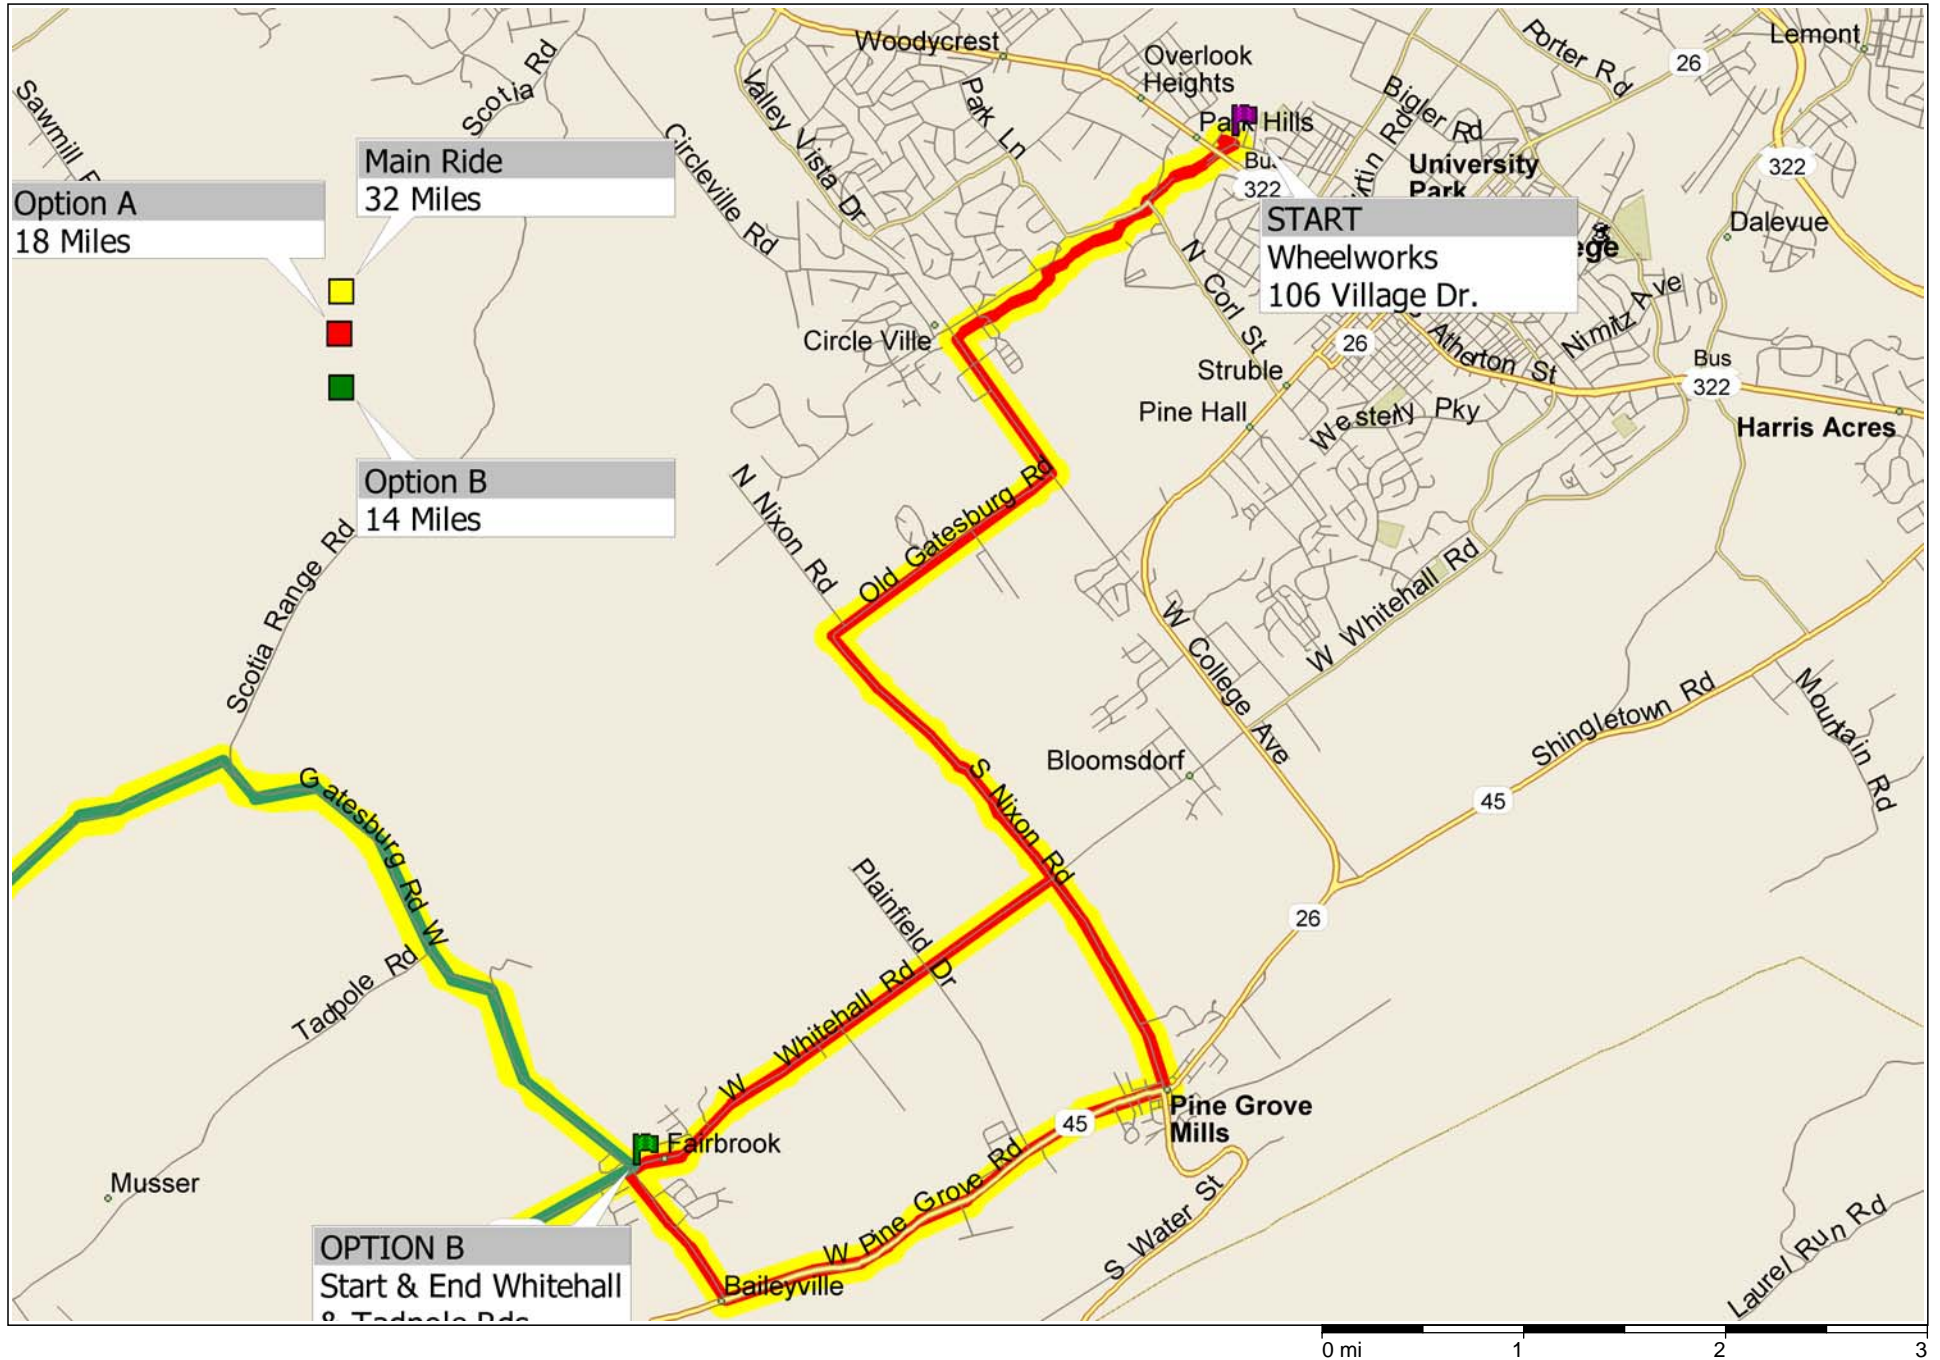 Woodycrest
Overlook
Heights
Porter Rd
26
Lemont
Scotia Rd
Sawmill
Valley Vista Dr
Park Ln
Bigler Rd
Circleville Rd
Park Hills
Bus
322
University
Park
322
Main Ride
32 Miles
Option A
18 Miles
START
Wheelworks
106 Village Dr.
Dalevue
N Corl St
Nimitz Ave
Circle Ville
26
Atherton St
Struble
Bus
322
Pine Hall
Westerly Pky
Harris Acres
Option B
14 Miles
N Nixon Rd
Old Gatesburg Rd
Scotia Range Rd
W Whitehall Rd
W College Ave
Shingletown Rd
Mountain Rd
Bloomsdorf
S Nixon Rd
Gatesburg Rd W
45
Plainfield Dr
26
Tadpole Rd
W Whitehall Rd
Pine Grove
Mills
45
Fairbrook
Musser
W Pine Grove Rd
S Water St
Laurel Run Rd
OPTION B
Start & End Whitehall
& Tadpole Rds
Baileyville
0 mi 1 2 3